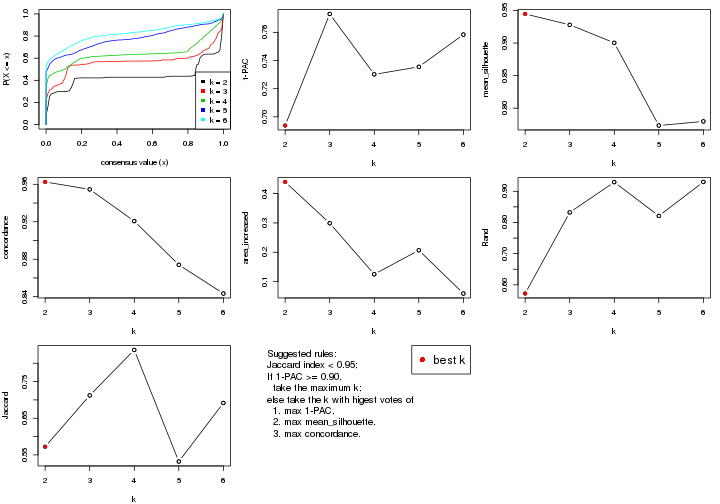 P(X <= x)
1.0
0.8
0.6
0.4
0.2
0.0
k = 2
k = 3
k = 4
k = 5
k = 6
0.0 0.2 0.4 0.6 0.8 1.0
consensus value (x)
1-PAC
0.76
0.74
0.72
0.70
2 3 4 5 6
k
mean_silhouette
0.95
0.90
0.85
0.80
2 3 4 5 6
k
concordance
0.96
0.92
0.88
0.84
2 3 4 5 6
k
area_increased
0.4
0.3
0.2
0.1
2 3 4 5 6
k
Rand
0.90
0.80
0.70
0.60
2 3 4 5 6
k
Jaccard
0.75
0.65
0.55
2 3 4 5 6
k
Suggested rules:
Jaccard index < 0.95;
If 1-PAC >= 0.90,
take the maximum k;
else take the k with higest votes of
1. max 1-PAC,
2. max mean_silhouette,
3. max concordance.
best k